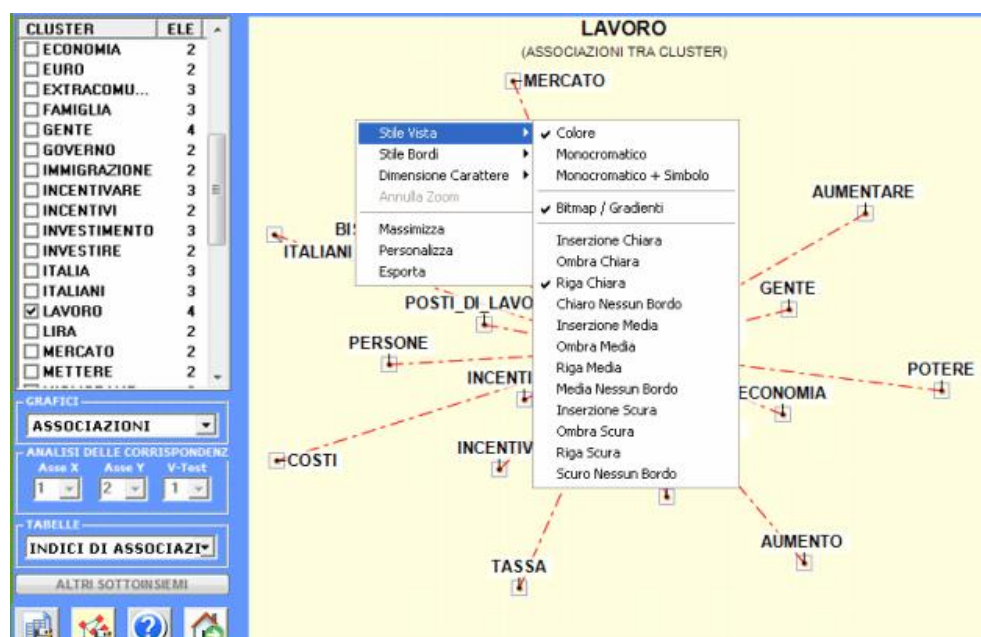 CLUSTER ELE
ECONOMIA 2
EURO 2
EXTRACOMU... 3
FAMIGLIA 3
GENTE 4
GOVERNO 2
IMMIGRAZIONE 2
INCENTIVARE 3
INCENTIVI 2
INVESTIMENTO 3
INVESTIRE 2
ITALIA 3
ITALIANI 3
LAVORO 4
LIRA 2
MERCATO 2
METTERE 2
GRAFICI
ASSOCIAZIONI
ANALISI DELLE CORRISPONDENZ
Asse X Asse Y V-Test
1 2 1
TABELLE
INDICI DI ASSOCIAZI
ALTRI SOTTOINSIEMI
LAVORO
(ASSOCIAZIONI TRA CLUSTER)
MERCATO
Stile Vista
Stile Bordi
Dimensione Carattere
Annulla Zoom
Massimizza
Personalizza
Esporta
Colore
Monocromatico
Monocromatico + Simbolo
Bitmap / Gradienti
Inserzione Chiara
Ombra Chiara
Riga Chiara
Chiaro Nessun Bordo
Inserzione Media
Ombra Media
Riga Media
Media Nessun Bordo
Inserzione Scura
Ombra Scura
Riga Scura
Scuro Nessun Bordo
AUMENTARE
BI
ITALIANI
GENTE
POSTI_DI_LAVO
PERSONE
POTERE
INCENTI
ECONOMIA
INCENTIV
COSTI
AUMENTO
TASSA